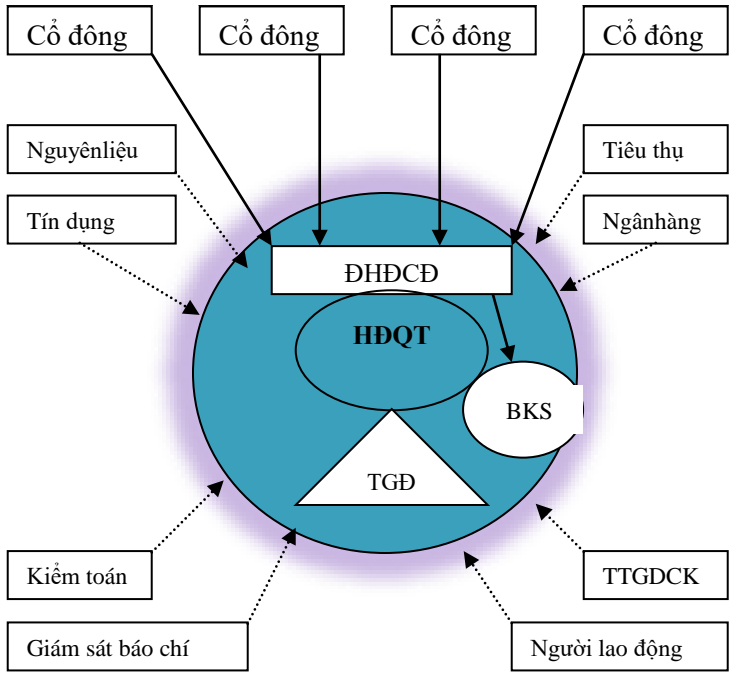 Cổ đông
Cổ đông
Cổ đông
Cổ đông
Nguyênliệu
Tiêu thụ
Tín dụng
Ngânhàng
ĐHĐCĐ
HĐQT
BKS
TGĐ
Kiểm toán
TTGDCK
Giám sát báo chí
Người lao động